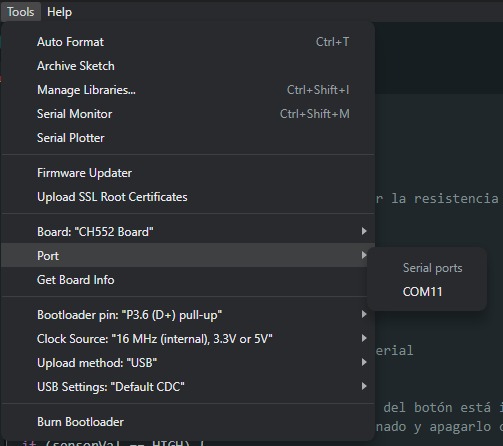 Tools Help
Auto Format Ctrl+T
Archive Sketch
Manage Libraries... Ctrl+Shift+I
Serial Monitor Ctrl+Shift+M
Serial Plotter
Firmware Updater
Upload SSL Root Certificates
r la resistencia
Board: "CH552 Board"
Port
Serial ports
Get Board Info
COM11
Bootloader pin: "P3.6 (D+) pull-up"
Clock Source: "16 MHz (internal), 3.3V or 5V"
erial
Upload method: "USB"
USB Settings: "Default CDC"
del botón está i
nado y apagarlo
Burn Bootloader
if (sensorVal == HIGH) {